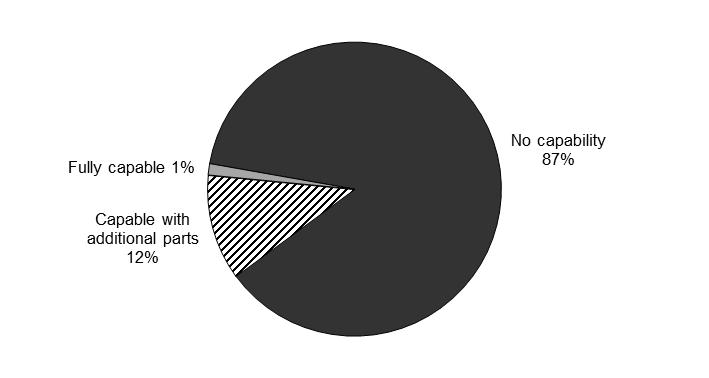 No capability
87%
Fully capable 1%
Capable with
additional parts
12%